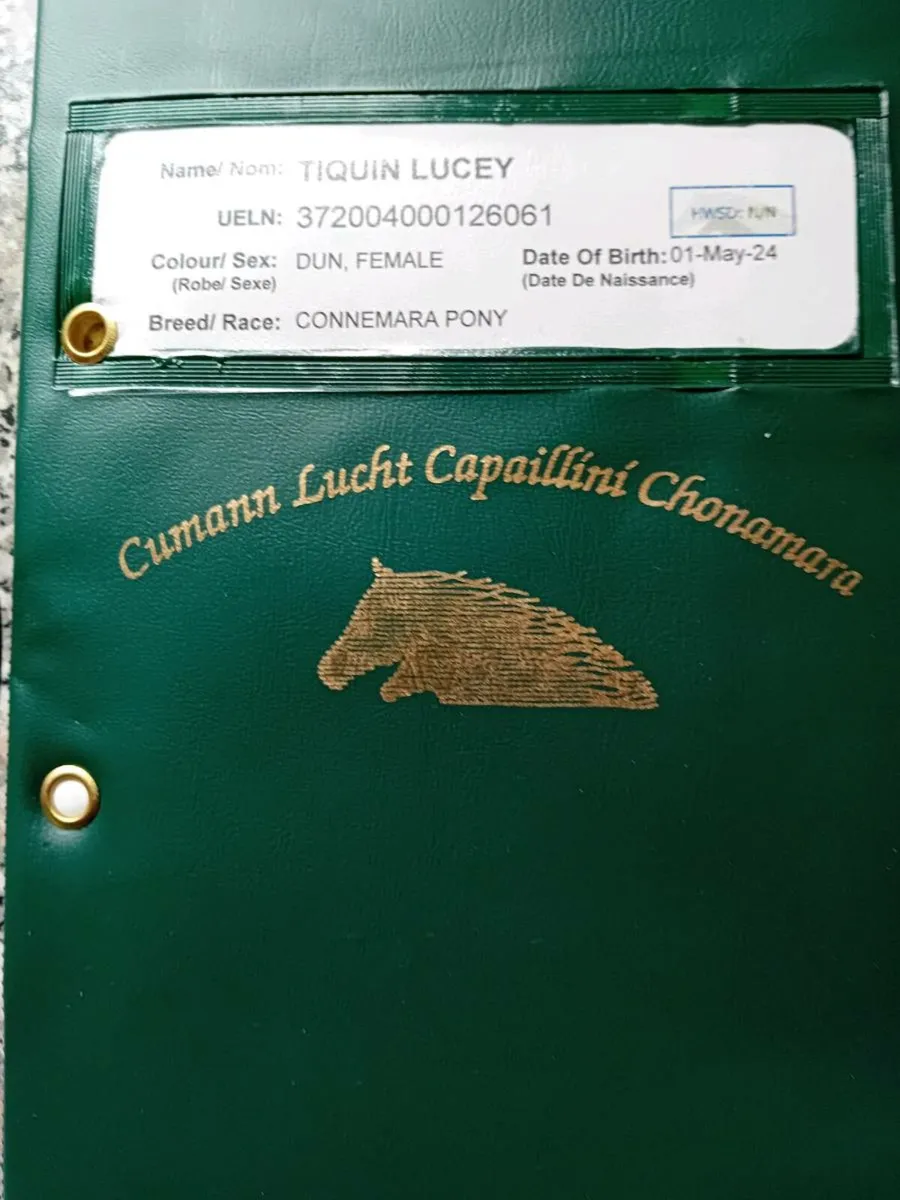 Name/ Nom: TIQUIN LUCEY
UELN: 372004000126061
HWSD: N/N
Colour/ Sex: DUN, FEMALE Date Of Birth: 01-May-24
(Robe/ Sexe) (Date De Naissance)
Breed/ Race: CONNEMARA PONY
Cumann Lucht Capaillíní Chonamara